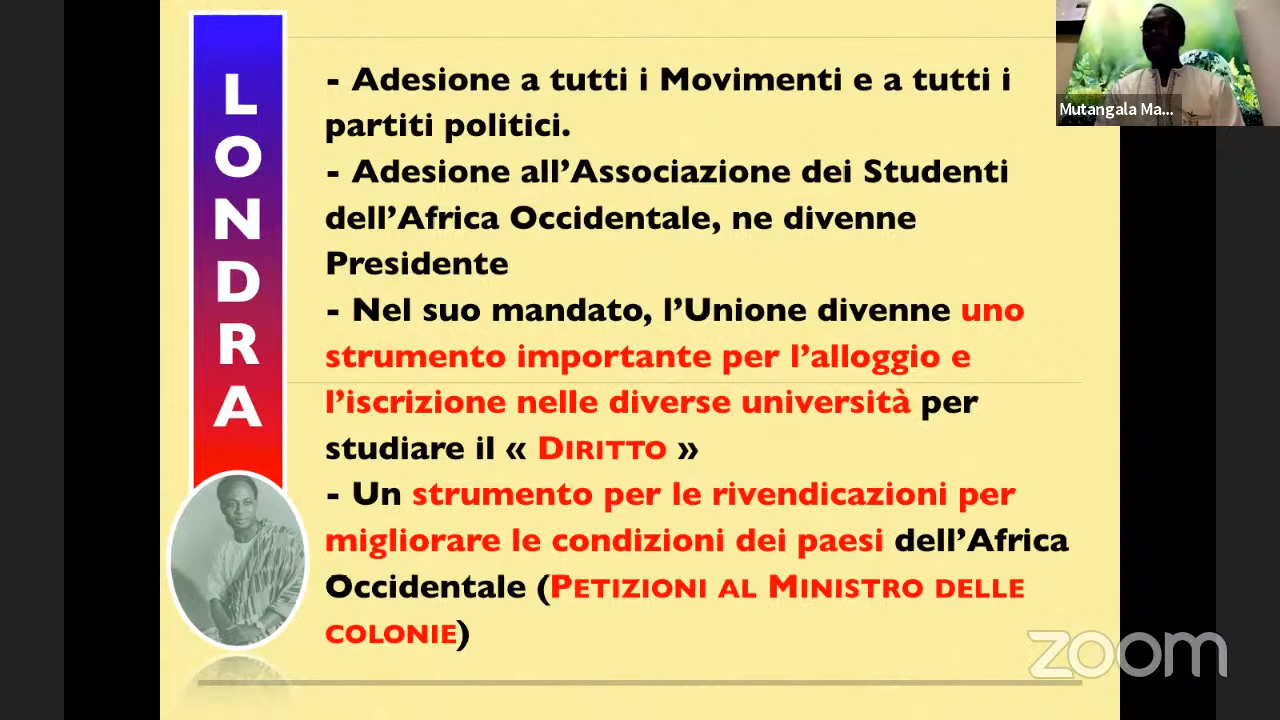 LONDRA
- Adesione a tutti i Movimenti e a tutti i
partiti politici.
- Adesione all’Associazione dei Studenti
dell’Africa Occidentale, ne divenne
Presidente
- Nel suo mandato, l’Unione divenne uno
strumento importante per l’alloggio e
l’iscrizione nelle diverse università per
studiare il « DIRITTO »
- Un strumento per le rivendicazioni per
migliorare le condizioni dei paesi dell’Africa
Occidentale (PETIZIONI AL MINISTRO DELLE
COLONIE)
Mutangala Ma...
zoom